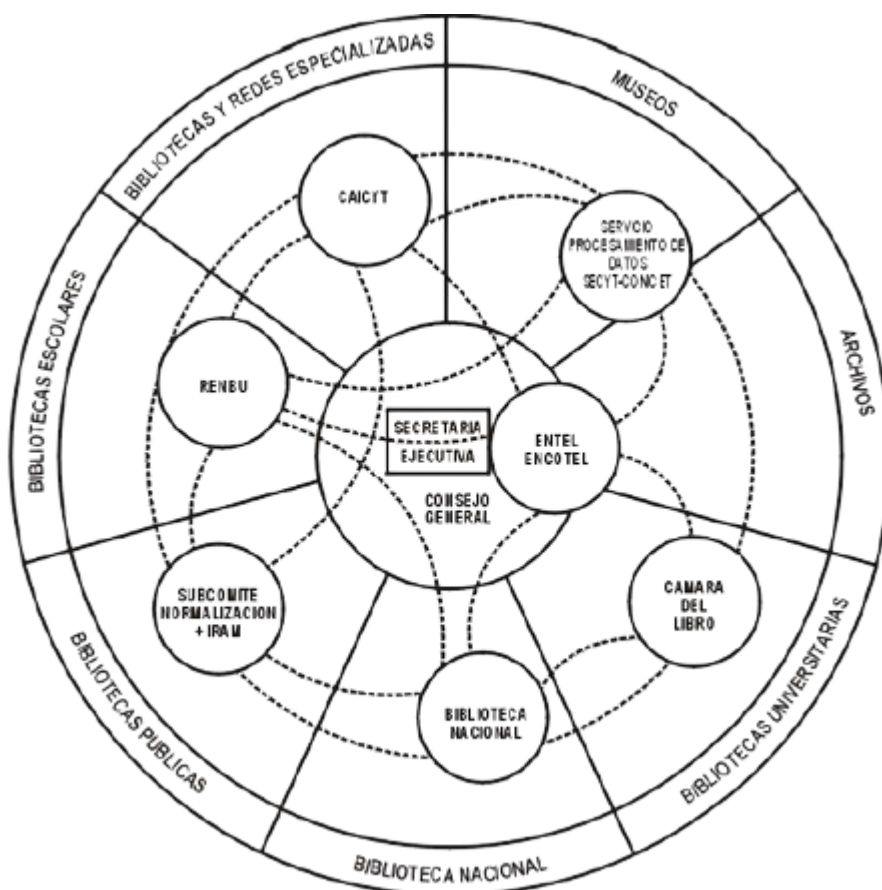 BIBLIOTECAS Y REDES ESPECIALIZADAS
MUSEOS
ARCHIVOS
BIBLIOTECAS UNIVERSITARIAS
BIBLIOTECA NACIONAL
BIBLIOTECAS PUBLICAS
BIBLIOTECAS ESCOLARES
CAICYT
SERVICIO
PROCESAMIENTO DE
DATOS
SECYT-CONICET
RENBU
SECRETARIA
EJECUTIVA
ENTEL
ENCOTEL
CONSEJO
GENERAL
SUBCOMITE
NORMALIZACION
+ IRAM
CAMARA
DEL
LIBRO
BIBLIOTECA
NACIONAL